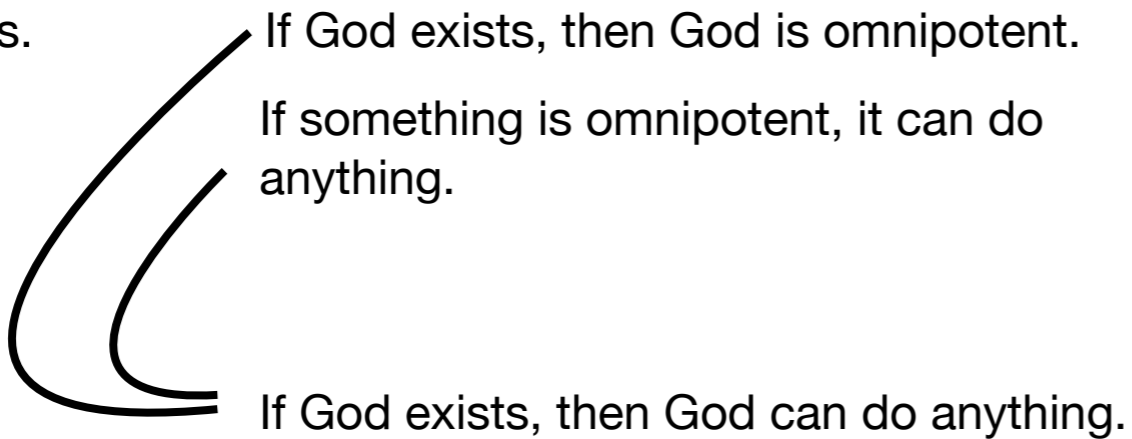 s.
If God exists, then God is omnipotent.
If something is omnipotent, it can do
anything.
If God exists, then God can do anything.